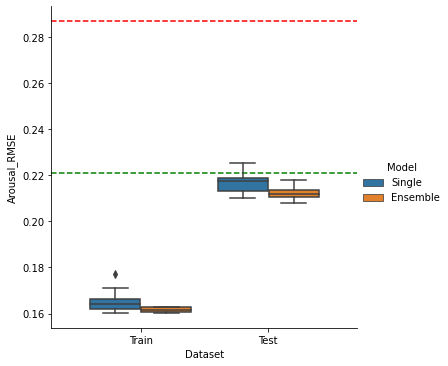 0.28
0.26
0.24
0.22
0.20
0.18
0.16
Arousal_RMSE
Train
Test
Dataset
Model
Single
Ensemble